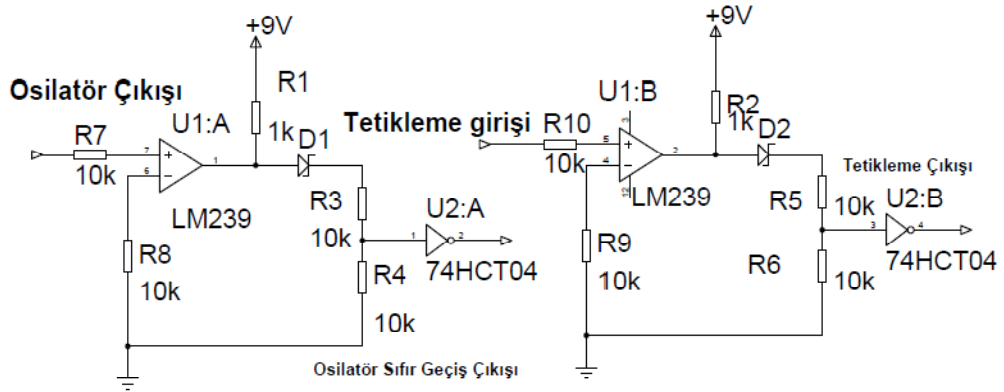 +9V
+9V
R1
Osilatör Çıkışı
U1:A
U1:B
R7
1k
D1
Tetikleme girişi
R10
R2
1k
D2
7
+
1
5
+
2
3
10k
6
−
10k
4
−
12
Tetikleme Çıkışı
LM239
R3
U2:A
LM239
R5
U2:B
10k
10k
1
2
3
4
R8
R4
74HCT04
R9
R6
74HCT04
10k
10k
10k
10k
Osilatör Sıfır Geçiş Çıkışı